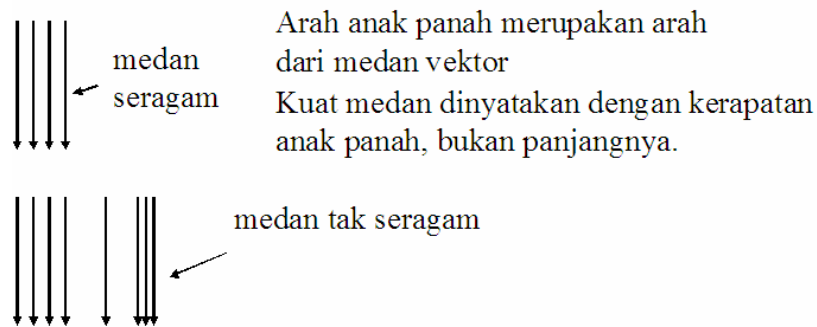 Arah anak panah merupakan arah
dari medan vektor
Kuat medan dinyatakan dengan kerapatan
anak panah, bukan panjangnya.
medan
seragam
medan tak seragam